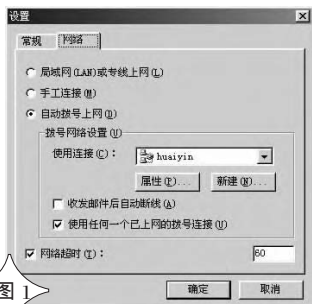 设置
常规 网络
局域网(LAN)或专线上网(L)
手工连接(M)
自动拨号上网(D)
拨号网络设置(U)
使用连接(C)： huaiyin
属性(P)... 新建(N)...
收发邮件后自动断线(A)
使用任何一个已上网的拨号连接(U)
网络超时(T)： 60
图 1
确定 取消